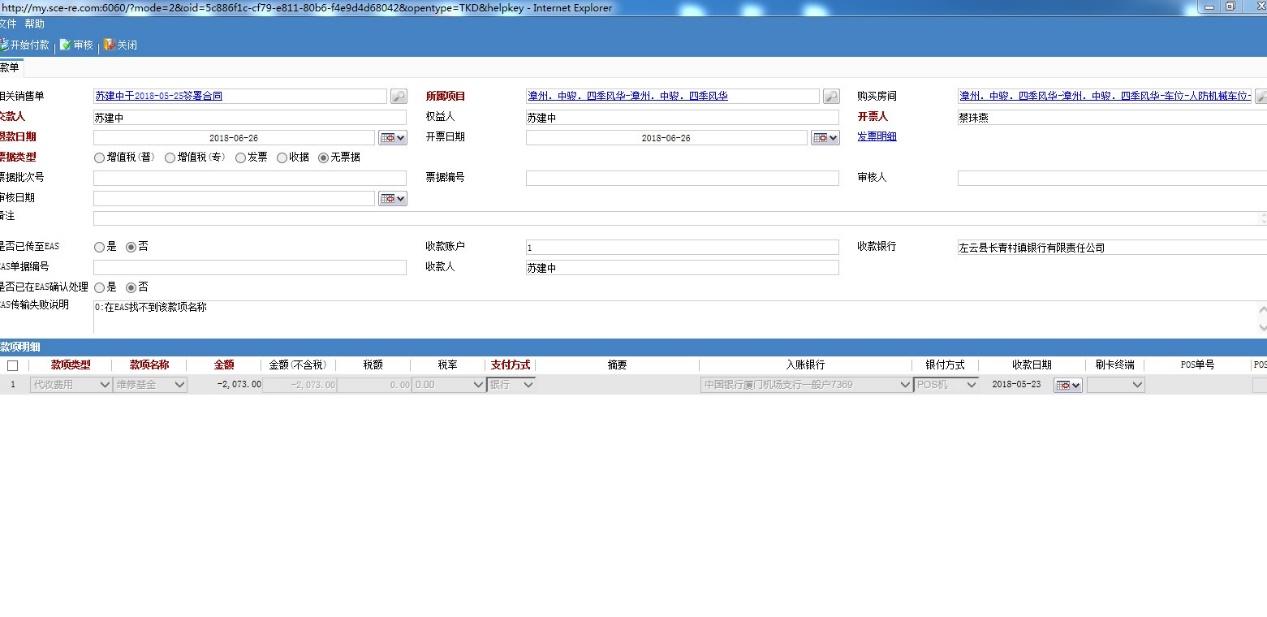 http://my.sce-re.com:6060/?mode=2&oid=5c886f1c-cf79-e811-80b6-f4e9d4d68042&opentype=TKD&helpkey - Internet Explorer
文件 帮助
开始付款 审核 关闭
款单
相关销售单 苏建中于2018-05-25签署合同 所属项目 漳州．中骏．四季风华-漳州．中骏．四季风华 购买房间 漳州．中骏．四季风华-漳州．中骏．四季风华-车位-人防机械车位-
交款人 苏建中 权益人 苏建中 开票人 蔡珠燕
退款日期 2018-06-26 开票日期 2018-06-26 发票明细
票据类型 增值税(普) 增值税(专) 发票 收据 无票据
票据批次号 票据编号 审核人
审核日期
备注
是否已传至EAS 是 否 收款账户 1 收款银行 左云县长青村镇银行有限责任公司
EAS单据编号 收款人 苏建中
是否已在EAS确认处理 是 否
EAS传输失败说明 0:在EAS找不到该款项名称
款项明细
款项类型 款项名称 金额 金额(不含税) 税额 税率 支付方式 摘要 入账银行 银付方式 收款日期 刷卡终端 POS单号 POS
1 代收费用 维修基金 -2,073.00 -2,073.00 0.00 0.00 银行 中国银行厦门机场支行一般户7369 POS机 2018-05-23